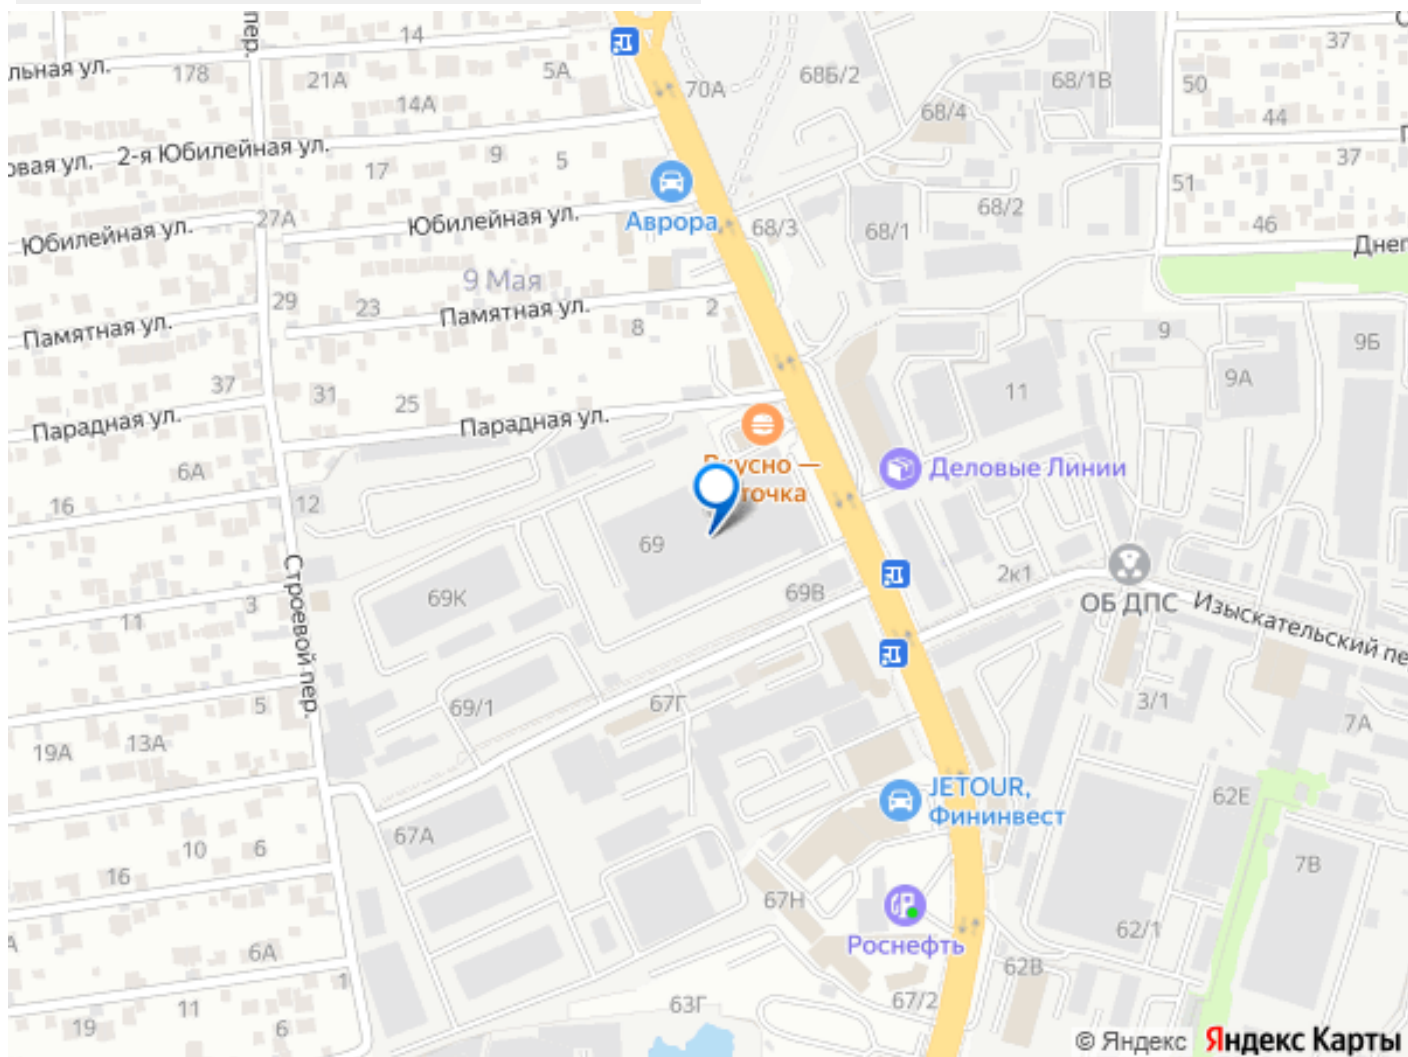 14
пер.
льная ул.
178
21А
5А
14А
70А
68Б/2
68/4
68/1В
37
50
44
овая ул.
2-я Юбилейная ул.
17
9
5
37
51
Аврора
68/3
68/1
68/2
46
Днег
Юбилейная ул.
27А
Юбилейная ул.
9 Мая
29
23
Памятная ул.
Памятная ул.
8
2
9
9Б
9А
11
37
31
25
Парадная ул.
Парадная ул.
6А
16
12
Вкусно —
точка
Деловые Линии
69
69К
69В
2к1
ОБ ДПС
Изыскательский пе
3
11
Строевой пер.
5
69/1
67Г
3/1
7А
19А
13А
JETOUR,
Фининвест
62Е
67А
10
6
16
67Н
7В
Роснефть
62/1
62В
6А
1
11
19
6
63Г
67/2
© Яндекс
Яндекс Карты